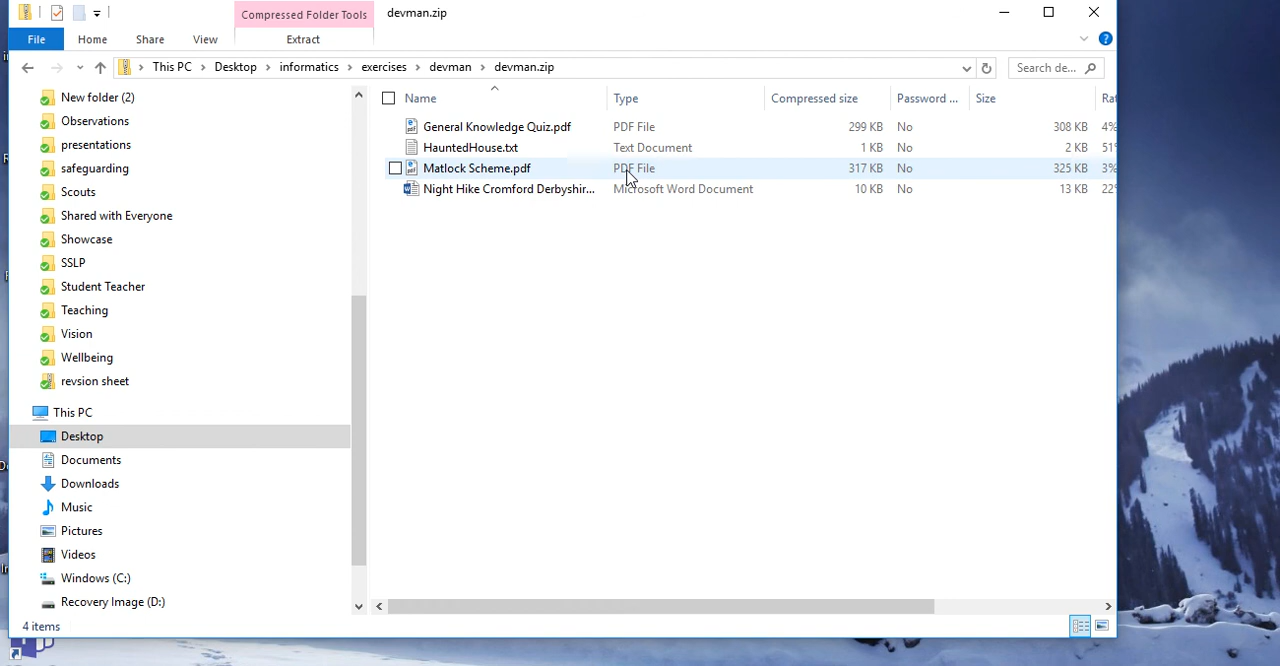 Compressed Folder Tools devman.zip
File Home Share View Extract
This PC Desktop informatics exercises devman devman.zip Search de...
Name Type Compressed size Password ... Size
General Knowledge Quiz.pdf PDF File 299 KB No 308 KB 4%
HauntedHouse.txt Text Document 1 KB No 2 KB 51%
Matlock Scheme.pdf PDF File 317 KB No 325 KB 3%
Night Hike Cromford Derbyshir... Microsoft Word Document 10 KB No 13 KB 22%
New folder (2)
Observations
presentations
safeguarding
Scouts
Shared with Everyone
Showcase
SSLP
Student Teacher
Teaching
Vision
Wellbeing
revsion sheet
This PC
Desktop
Documents
Downloads
Music
Pictures
Videos
Windows (C:)
Recovery Image (D:)
4 items